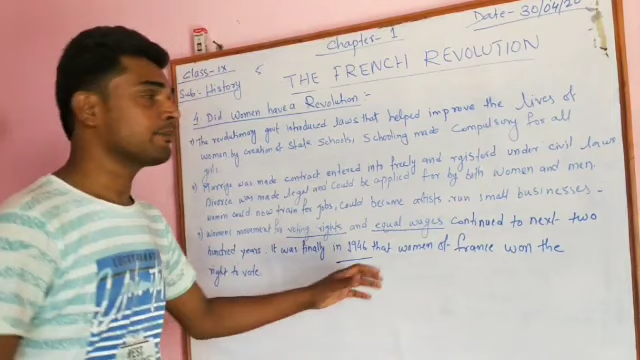 Chapter-1
Date- 30/04/20
Class-IX
Sub:- History
THE FRENCH REVOLUTION
4. Did Women have a Revolution:-
1) The revolutionary govt introduced laws that helped improve the lives of
women by creation of State Schools, Schooling made Compulsory for all
girls.
2) Marriage was made contract entered into freely and rgistord under civil laws
Divorce was made legal and could be applied for by both women and men.
women could now train for jobs, could become artists, run small businesses.
3) Women's movement for voting rights and equal wages continued to next two
hundred years. It was finally in 1946 that women of france won the
right to vote.